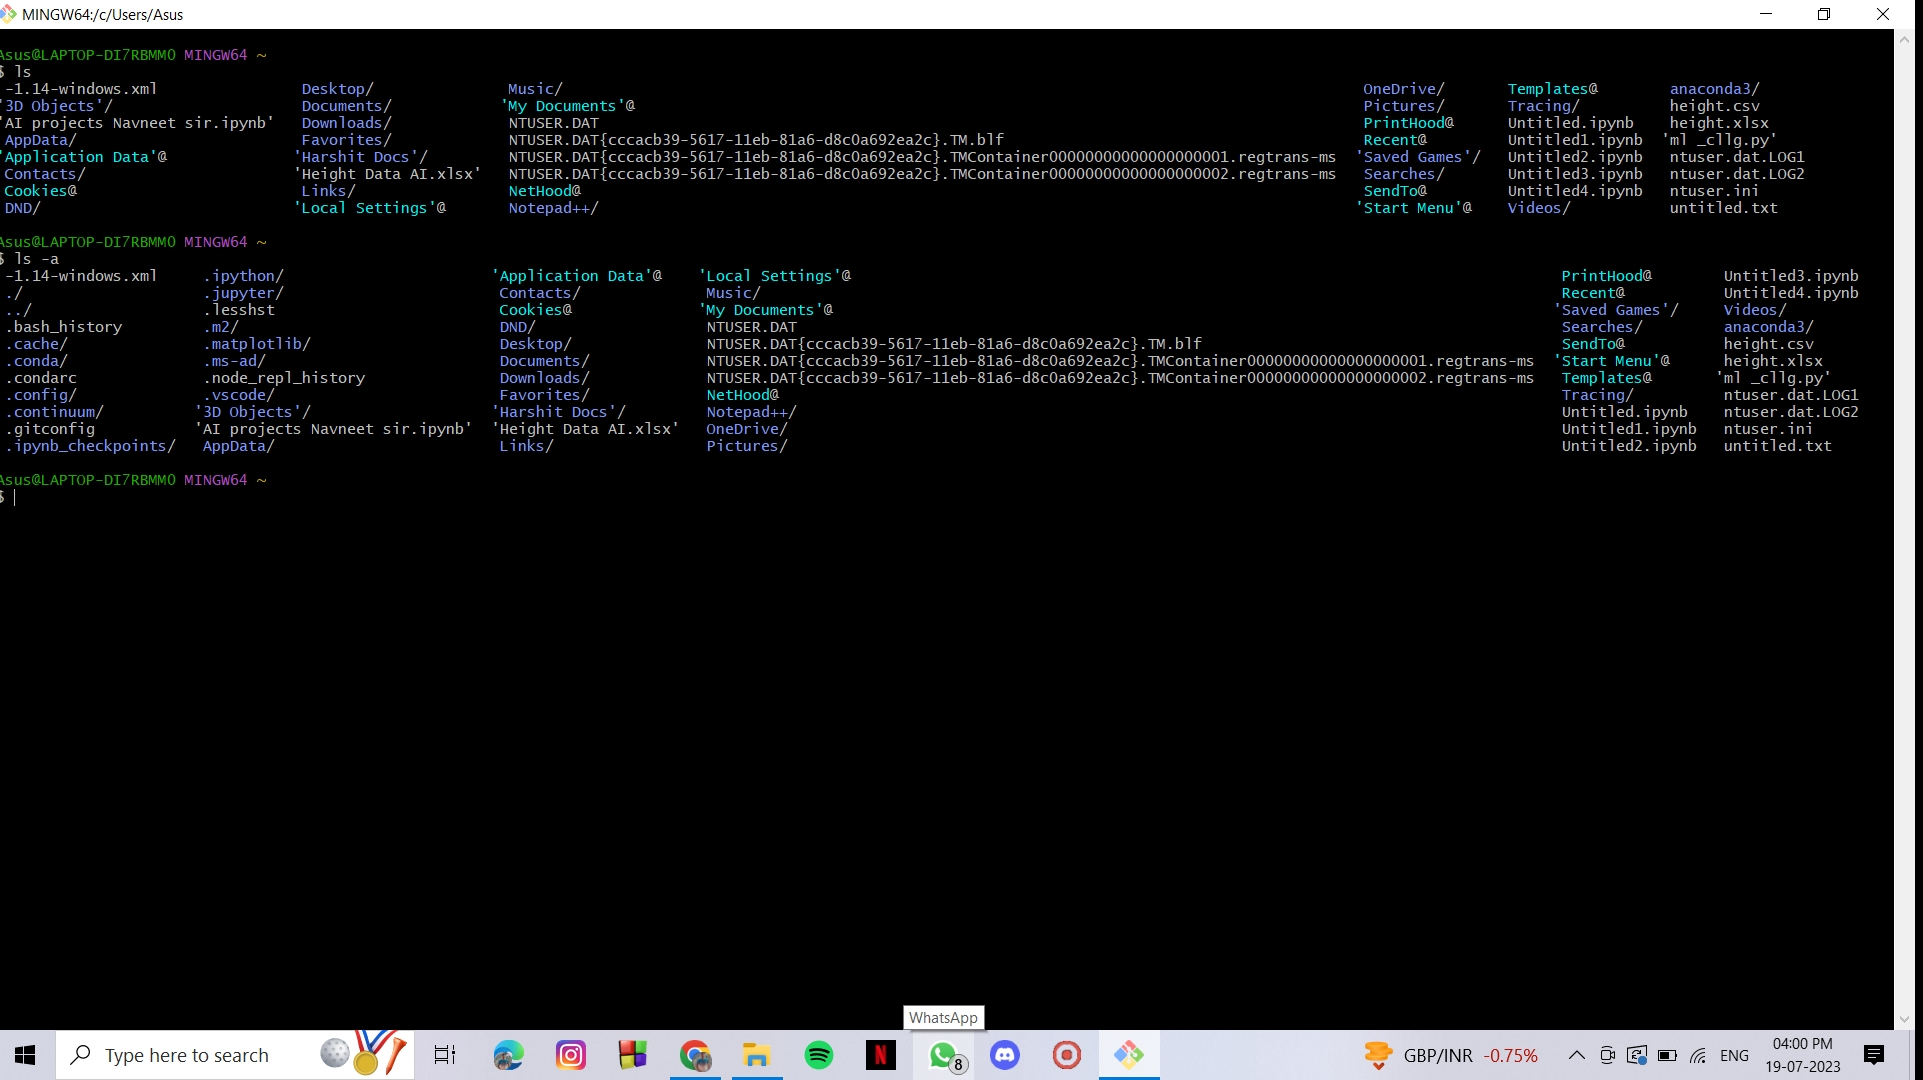 MINGW64:/c/Users/Asus
Asus@LAPTOP-DI7RBMM0 MINGW64 ~
$ ls
-1.14-windows.xml Desktop/ Music/ OneDrive/ Templates@ anaconda3/
'3D Objects'/ Documents/ 'My Documents'@ Pictures/ Tracing/ height.csv
'AI projects Navneet sir.ipynb' Downloads/ NTUSER.DAT PrintHood@ Untitled.ipynb height.xlsx
AppData/ Favorites/ NTUSER.DAT{cccacb39-5617-11eb-81a6-d8c0a692ea2c}.TM.blf Recent@ Untitled1.ipynb 'ml _cllg.py'
'Application Data'@ 'Harshit Docs'/ NTUSER.DAT{cccacb39-5617-11eb-81a6-d8c0a692ea2c}.TMContainer00000000000000000001.regtrans-ms 'Saved Games'/ Untitled2.ipynb ntuser.dat.LOG1
Contacts/ 'Height Data AI.xlsx' NTUSER.DAT{cccacb39-5617-11eb-81a6-d8c0a692ea2c}.TMContainer00000000000000000002.regtrans-ms Searches/ Untitled3.ipynb ntuser.dat.LOG2
Cookies@ Links/ NetHood@ SendTo@ Untitled4.ipynb ntuser.ini
DND/ 'Local Settings'@ Notepad++/ 'Start Menu'@ Videos/ untitled.txt
Asus@LAPTOP-DI7RBMM0 MINGW64 ~
$ ls -a
-1.14-windows.xml .ipython/ 'Application Data'@ 'Local Settings'@ PrintHood@ Untitled3.ipynb
./ .jupyter/ Contacts/ Music/ Recent@ Untitled4.ipynb
../ .lesshst Cookies@ 'My Documents'@ 'Saved Games'/ Videos/
.bash_history .m2/ DND/ NTUSER.DAT Searches/ anaconda3/
.cache/ .matplotlib/ Desktop/ NTUSER.DAT{cccacb39-5617-11eb-81a6-d8c0a692ea2c}.TM.blf SendTo@ height.csv
.conda/ .ms-ad/ Documents/ NTUSER.DAT{cccacb39-5617-11eb-81a6-d8c0a692ea2c}.TMContainer00000000000000000001.regtrans-ms 'Start Menu'@ height.xlsx
.condarc .node_repl_history Downloads/ NTUSER.DAT{cccacb39-5617-11eb-81a6-d8c0a692ea2c}.TMContainer00000000000000000002.regtrans-ms Templates@ 'ml _cllg.py'
.config/ .vscode/ Favorites/ NetHood@ Tracing/ ntuser.dat.LOG1
.continuum/ '3D Objects'/ 'Harshit Docs'/ Notepad++/ Untitled.ipynb ntuser.dat.LOG2
.gitconfig 'AI projects Navneet sir.ipynb' 'Height Data AI.xlsx' OneDrive/ Untitled1.ipynb ntuser.ini
.ipynb_checkpoints/ AppData/ Links/ Pictures/ Untitled2.ipynb untitled.txt
Asus@LAPTOP-DI7RBMM0 MINGW64 ~
$
WhatsApp
Type here to search N 8 GBP/INR -0.75% ENG 04:00 PM
19-07-2023